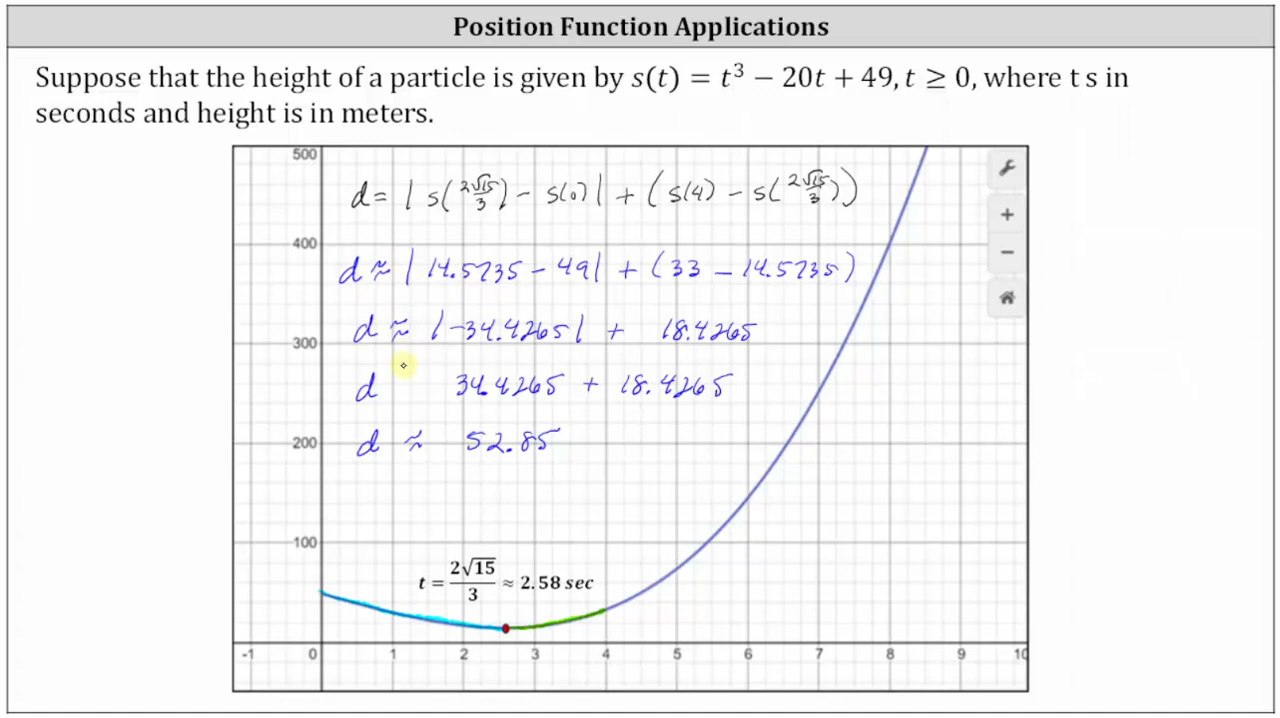 Position Function Applications
Suppose that the height of a particle is given by s(t) = t³ − 20t + 49, t ≥ 0, where t s in
seconds and height is in meters.
500
d = | s(2√15/3) − s(0) | + (s(4) − s(2√15/3))
400
d ≈ | 14.5735 − 49 | + (33 − 14.5735)
d ≈ |−34.4265| + 18.4265
300
d 34.4265 + 18.4265
200
d ≈ 52.85
100
t = 2√15/3 ≈ 2.58 sec
-1 0 1 2 3 4 5 6 7 8 9 10